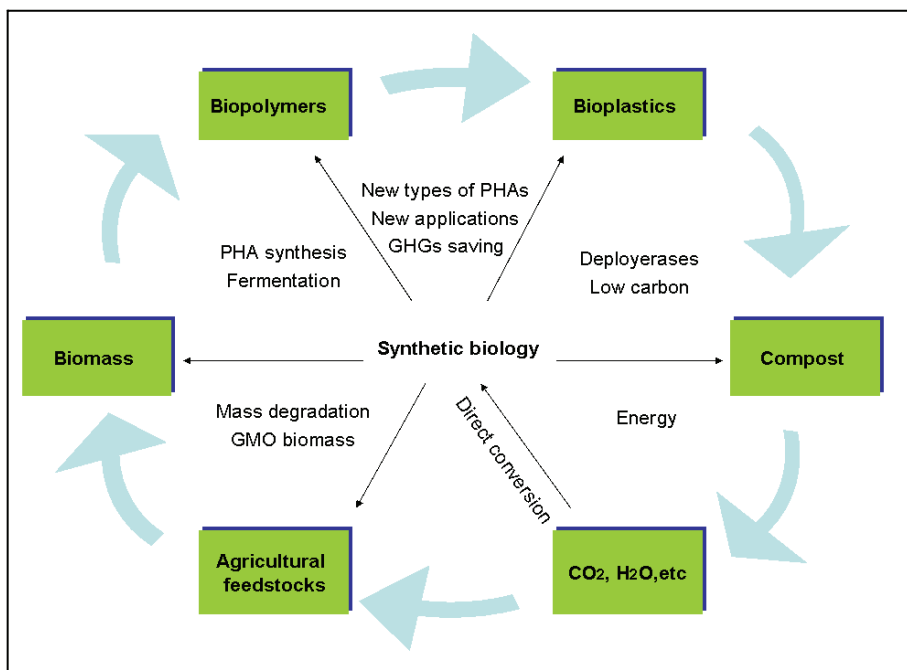 Biopolymers
Bioplastics
New types of PHAs
New applications
GHGs saving
PHA synthesis
Fermentation
Deployerases
Low carbon
Biomass
Synthetic biology
Compost
Mass degradation
GMO biomass
Direct conversion
Energy
Agricultural
feedstocks
CO2, H2O,etc